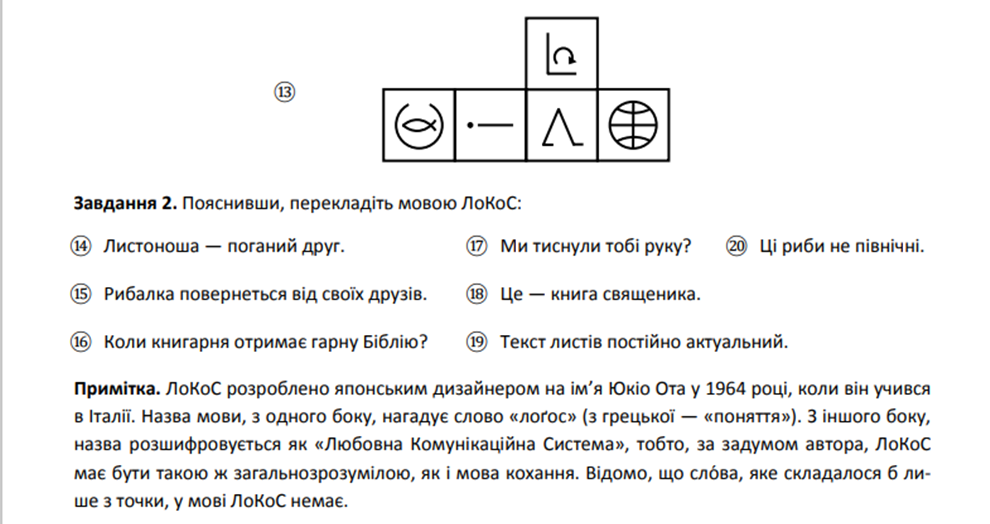 ⑬
Завдання 2. Пояснивши, перекладіть мовою ЛоКоС:
⑭ Листоноша — поганий друг. ⑰ Ми тиснули тобі руку? ⑳ Ці риби не північні.
⑮ Рибалка повернеться від своїх друзів. ⑱ Це — книга священика.
⑯ Коли книгарня отримає гарну Біблію? ⑲ Текст листів постійно актуальний.
Примітка. ЛоКоС розроблено японським дизайнером на ім’я Юкіо Ота у 1964 році, коли він учився
в Італії. Назва мови, з одного боку, нагадує слово «лоґос» (з грецької — «поняття»). З іншого боку,
назва розшифровується як «Любовна Комунікаційна Система», тобто, за задумом автора, ЛоКоС
має бути такою ж загальнозрозумілою, як і мова кохання. Відомо, що сло́ва, яке складалося б ли-
ше з точки, у мові ЛоКоС немає.